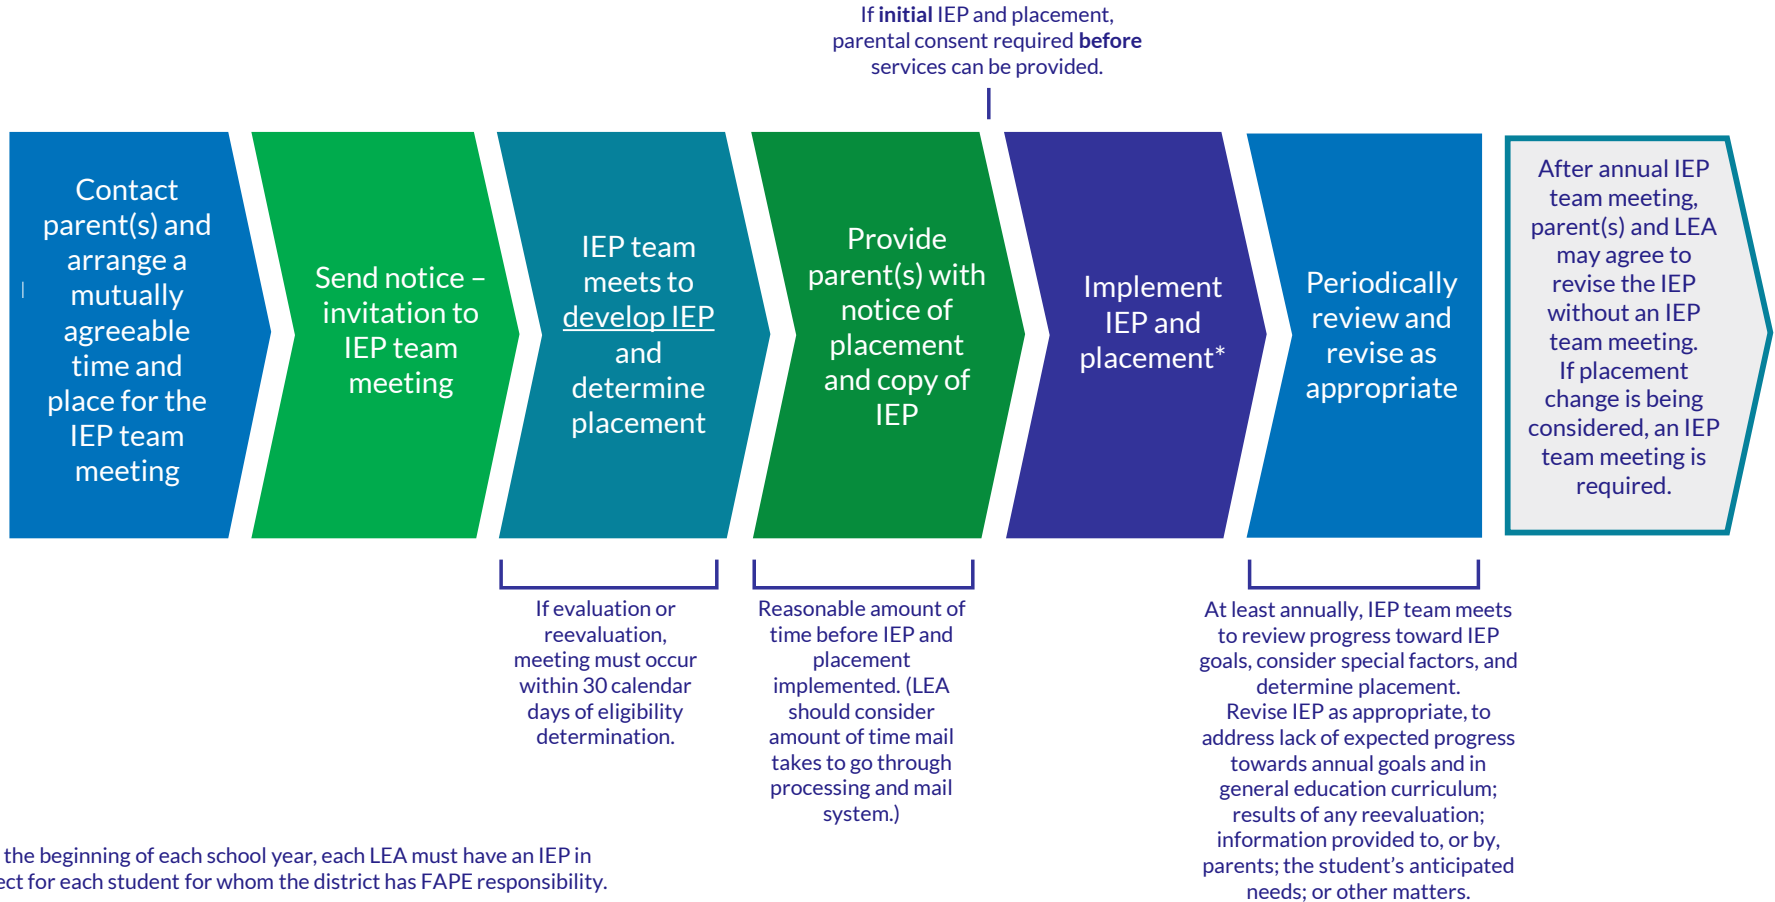 If initial IEP and placement,
parental consent required before
services can be provided.
Contact
parent(s) and
arrange a
mutually
agreeable
time and
place for the
IEP team
meeting
Send notice –
invitation to
IEP team
meeting
IEP team
meets to
develop IEP
and
determine
placement
Provide
parent(s) with
notice of
placement
and copy of
IEP
Implement
IEP and
placement*
Periodically
review and
revise as
appropriate
After annual IEP
team meeting,
parent(s) and LEA
may agree to
revise the IEP
without an IEP
team meeting.
If placement
change is being
considered, an IEP
team meeting is
required.
If evaluation or
reevaluation,
meeting must occur
within 30 calendar
days of eligibility
determination.
Reasonable amount of
time before IEP and
placement
implemented. (LEA
should consider
amount of time mail
takes to go through
processing and mail
system.)
At least annually, IEP team meets
to review progress toward IEP
goals, consider special factors, and
determine placement.
Revise IEP as appropriate, to
address lack of expected progress
towards annual goals and in
general education curriculum;
results of any reevaluation;
information provided to, or by,
parents; the student’s anticipated
needs; or other matters.
the beginning of each school year, each LEA must have an IEP in
ect for each student for whom the district has FAPE responsibility.